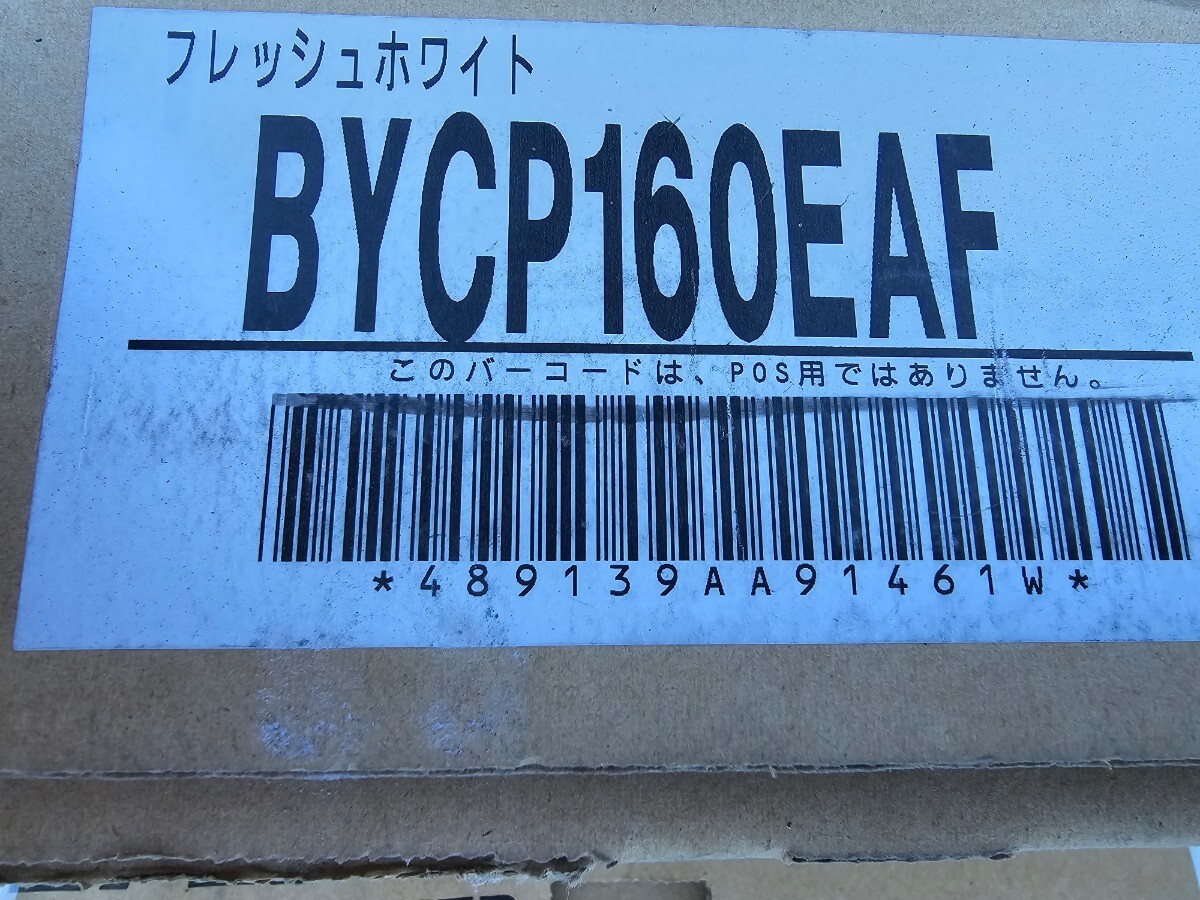 フレッシュホワイト
BYCP160EAF
このバーコードは、POS用ではありません。
*489139AA91461W*